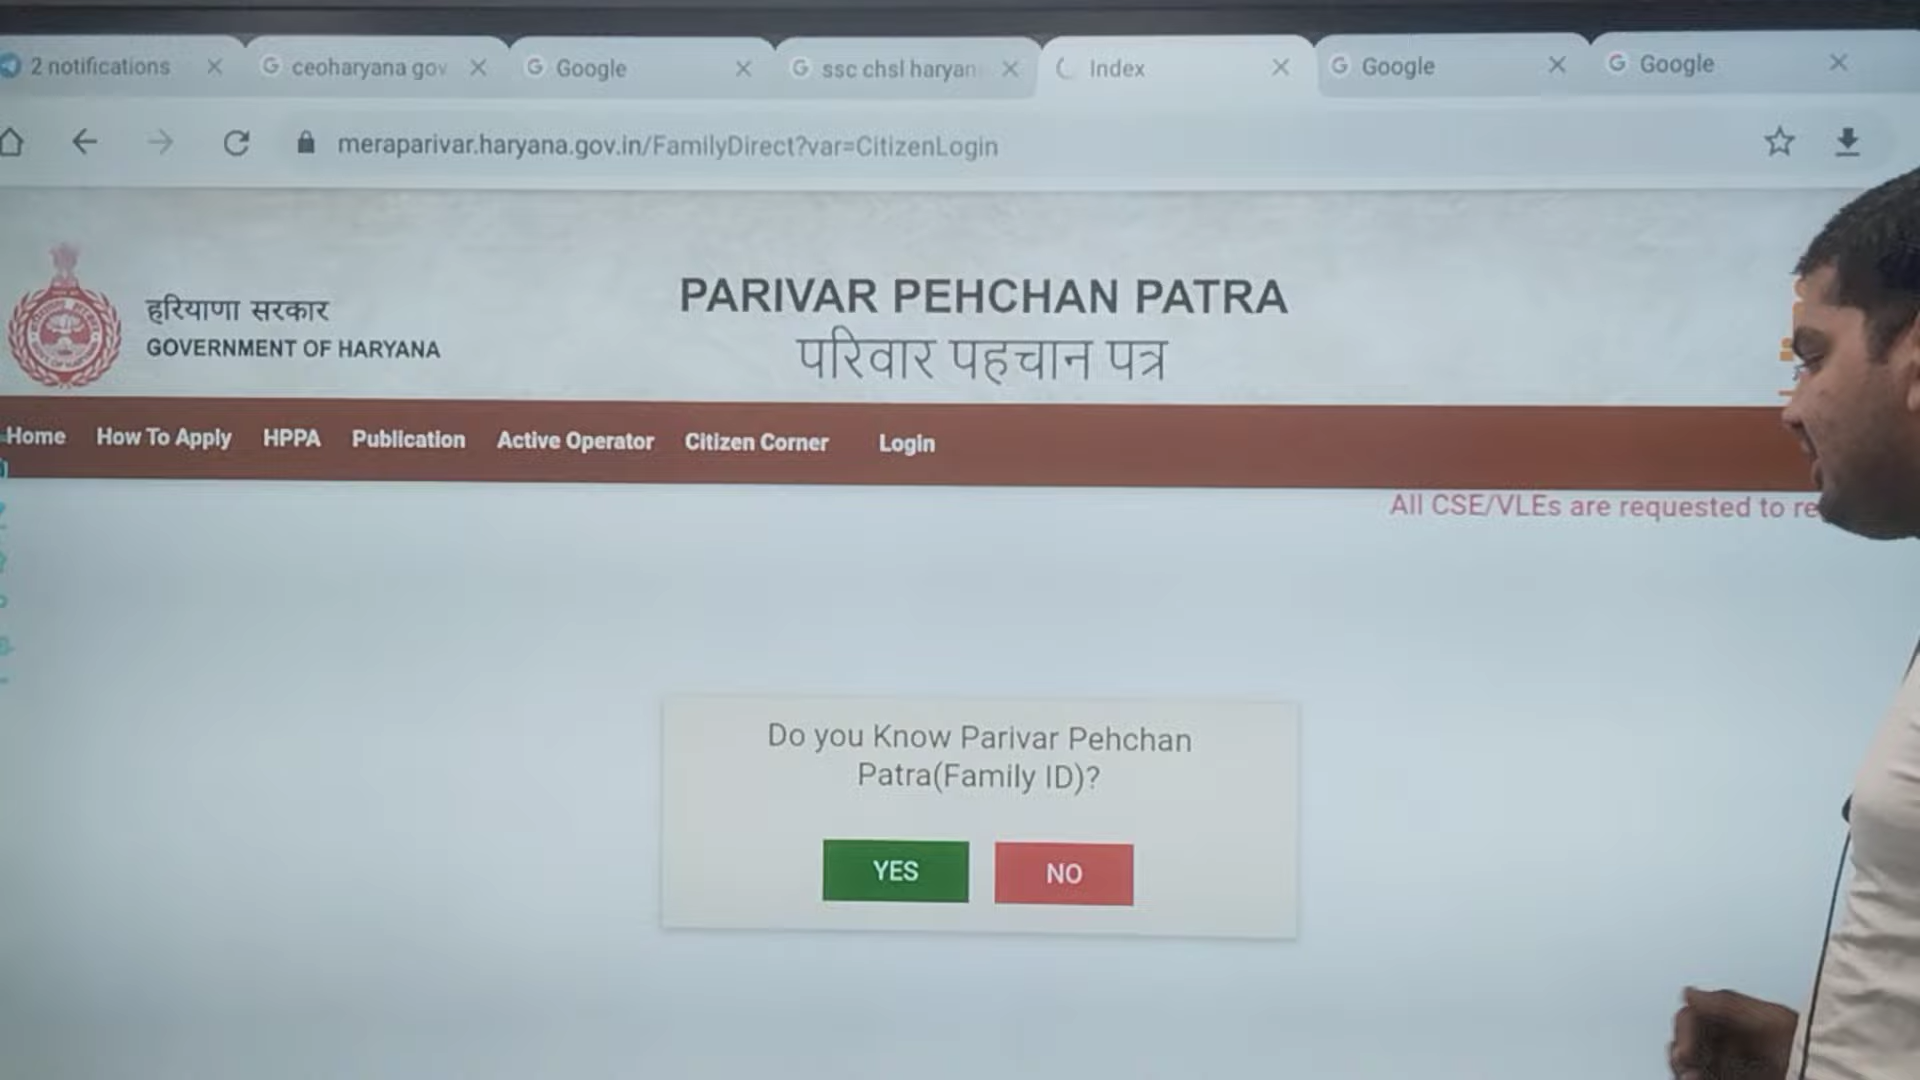 2 notifications
ceoharyana gov
Google
ssc chsl haryan
Index
Google
Google
meraparivar.haryana.gov.in/FamilyDirect?var=CitizenLogin
हरियाणा सरकार
GOVERNMENT OF HARYANA
PARIVAR PEHCHAN PATRA
परिवार पहचान पत्र
Home How To Apply HPPA Publication Active Operator Citizen Corner Login
All CSE/VLEs are requested to re
Do you Know Parivar Pehchan
Patra(Family ID)?
YES
NO